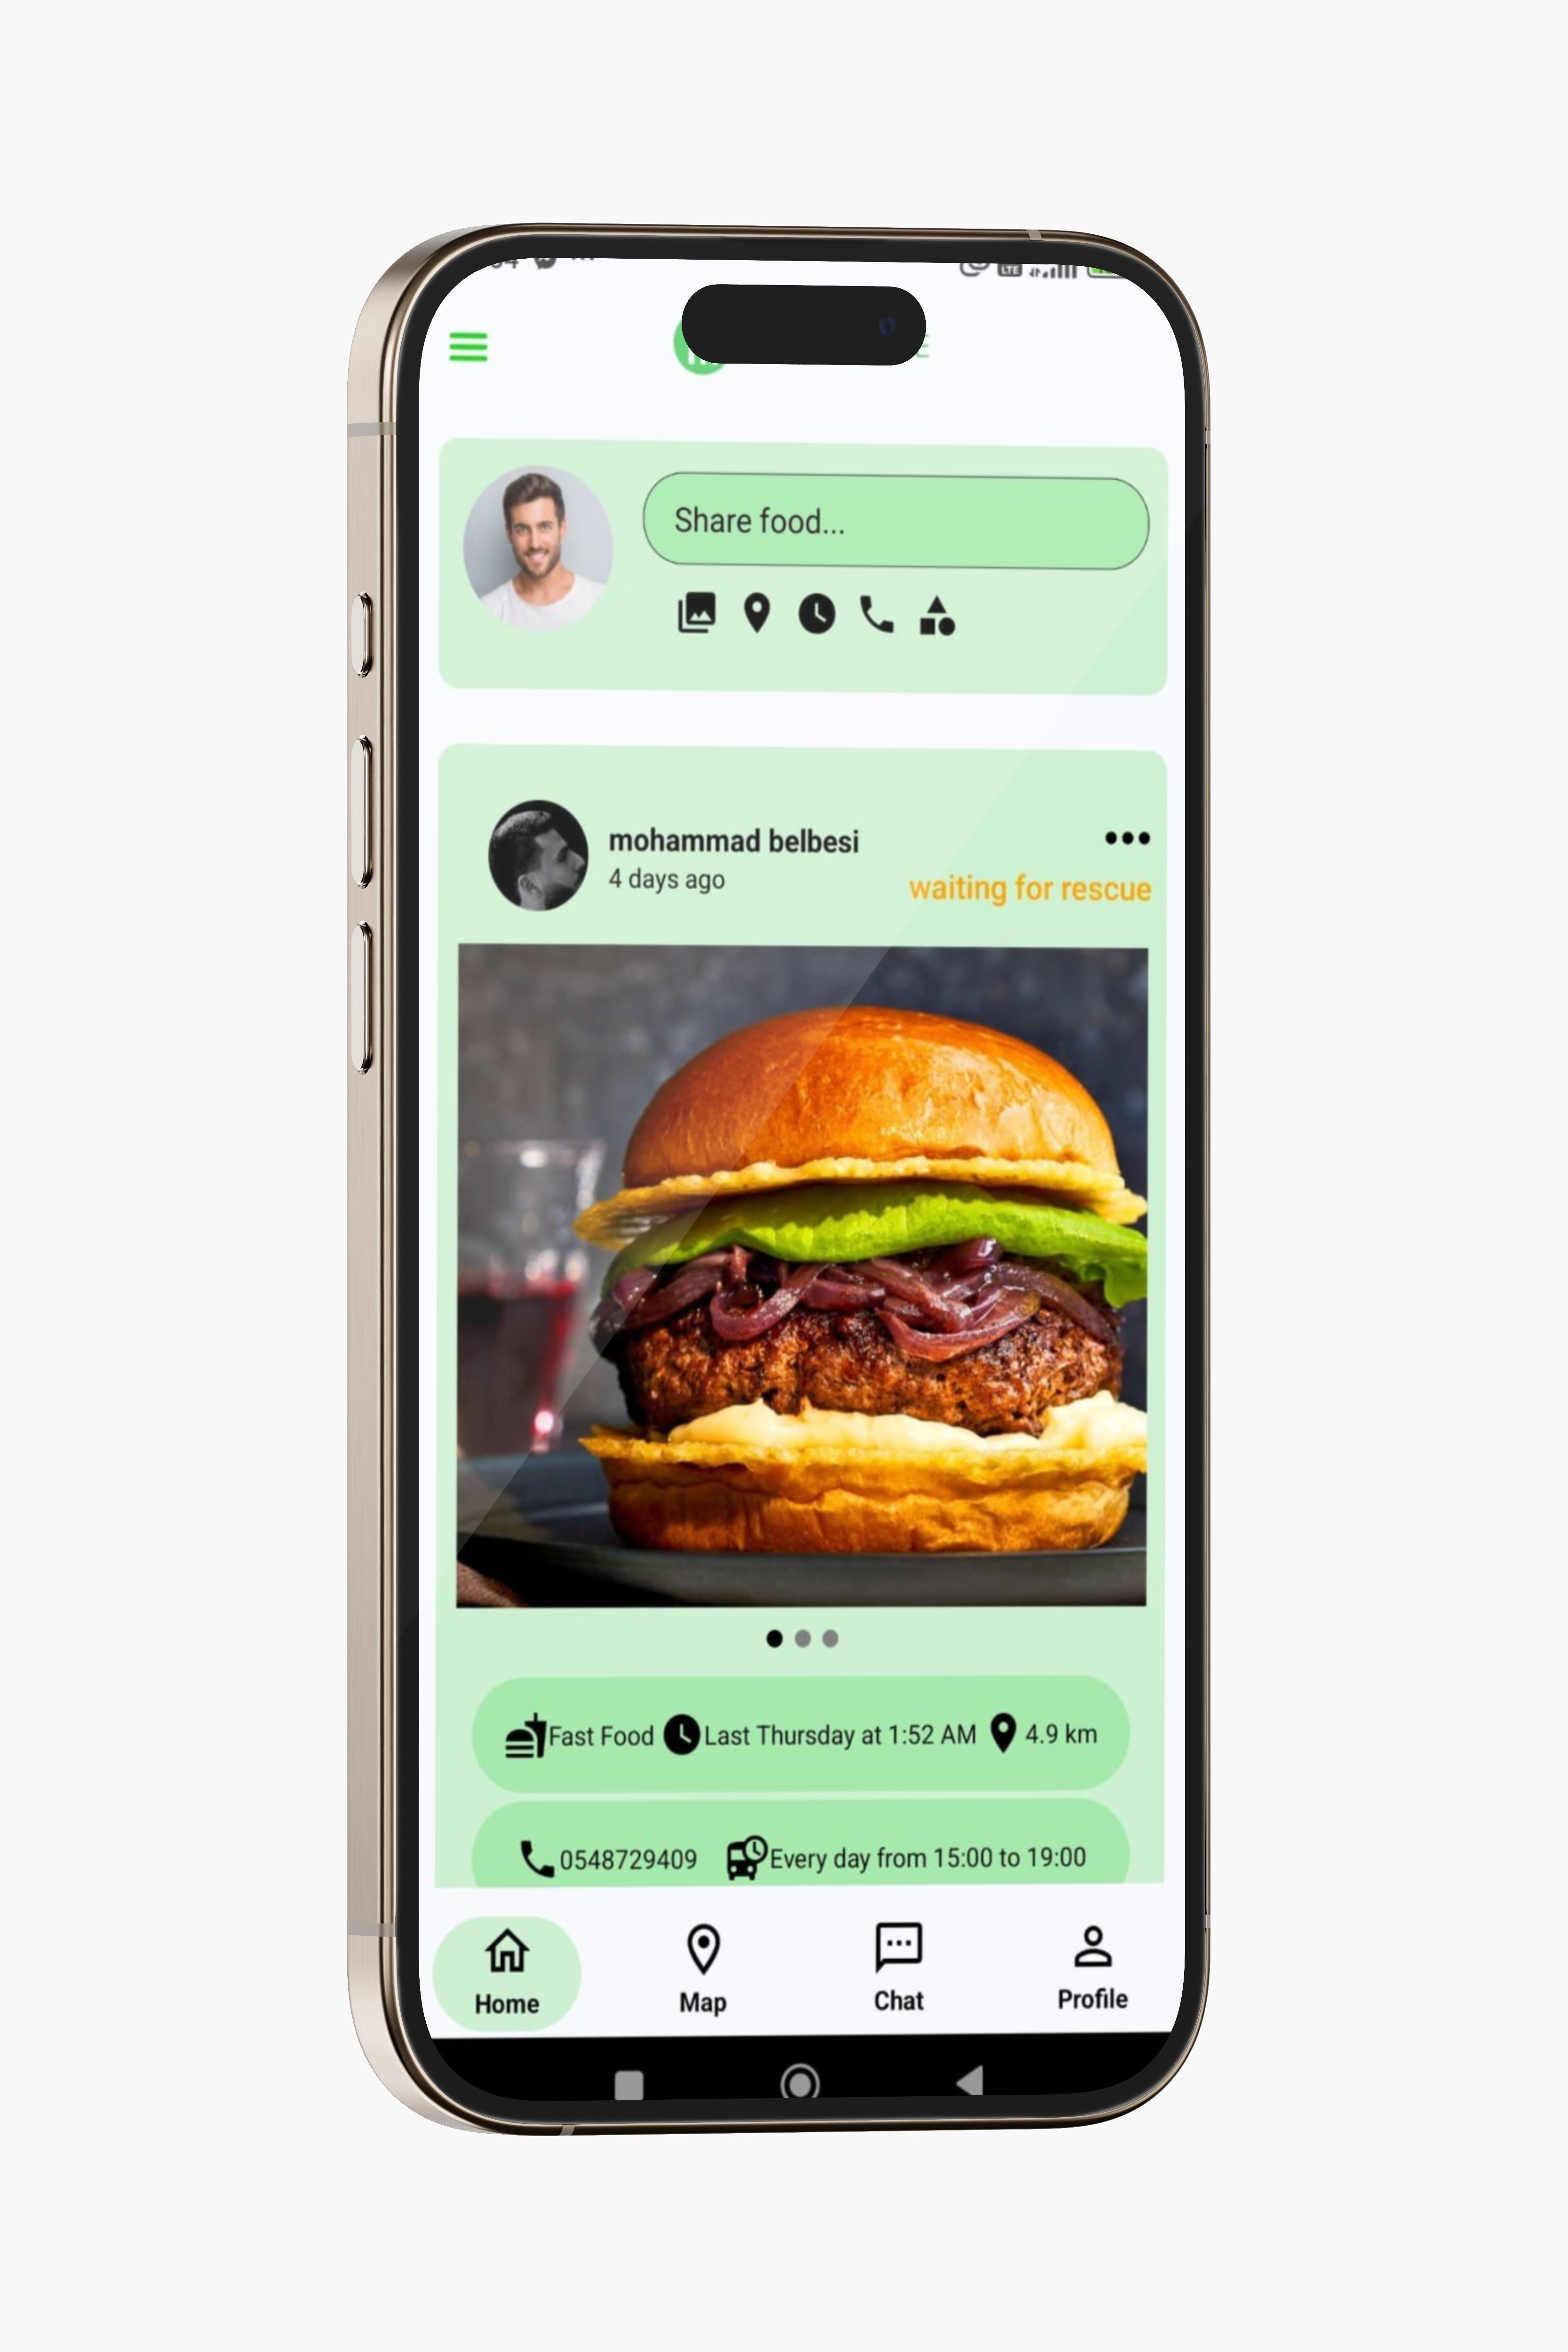 LTE
Share food...
mohammad belbesi
4 days ago
waiting for rescue
Fast Food Last Thursday at 1:52 AM 4.9 km
0548729409 Every day from 15:00 to 19:00
Home Map Chat Profile